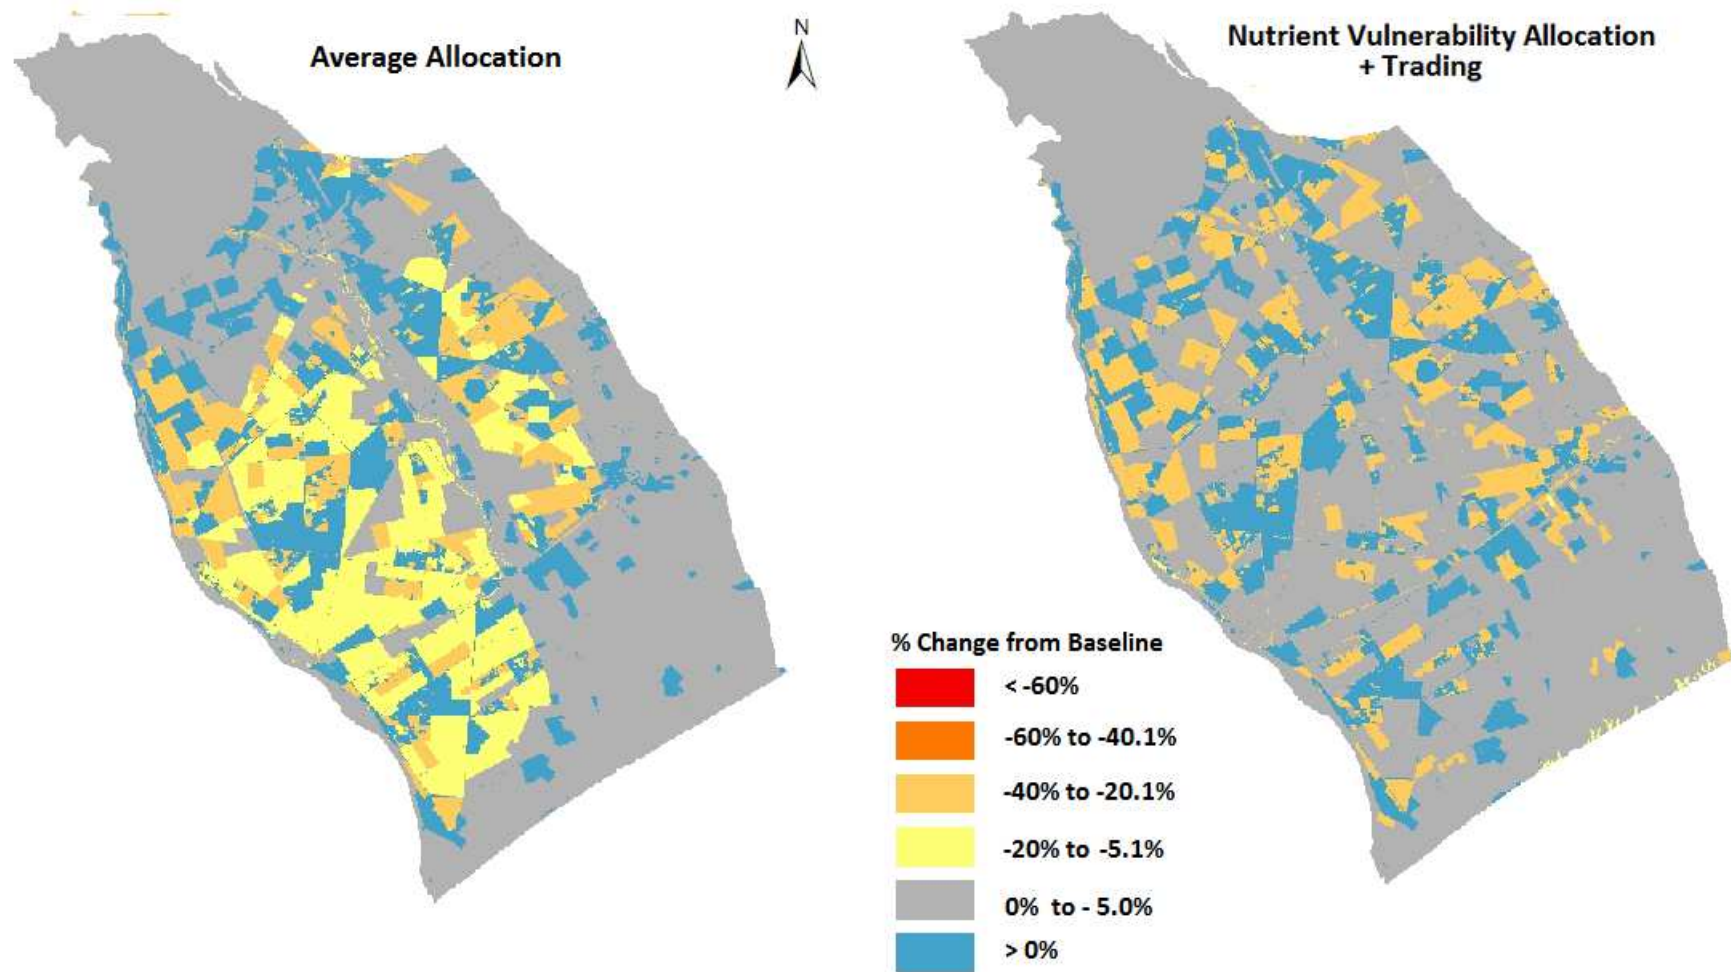 Average Allocation
N
Nutrient Vulnerability Allocation
+ Trading
% Change from Baseline
< -60%
-60% to -40.1%
-40% to -20.1%
-20% to -5.1%
0% to - 5.0%
> 0%